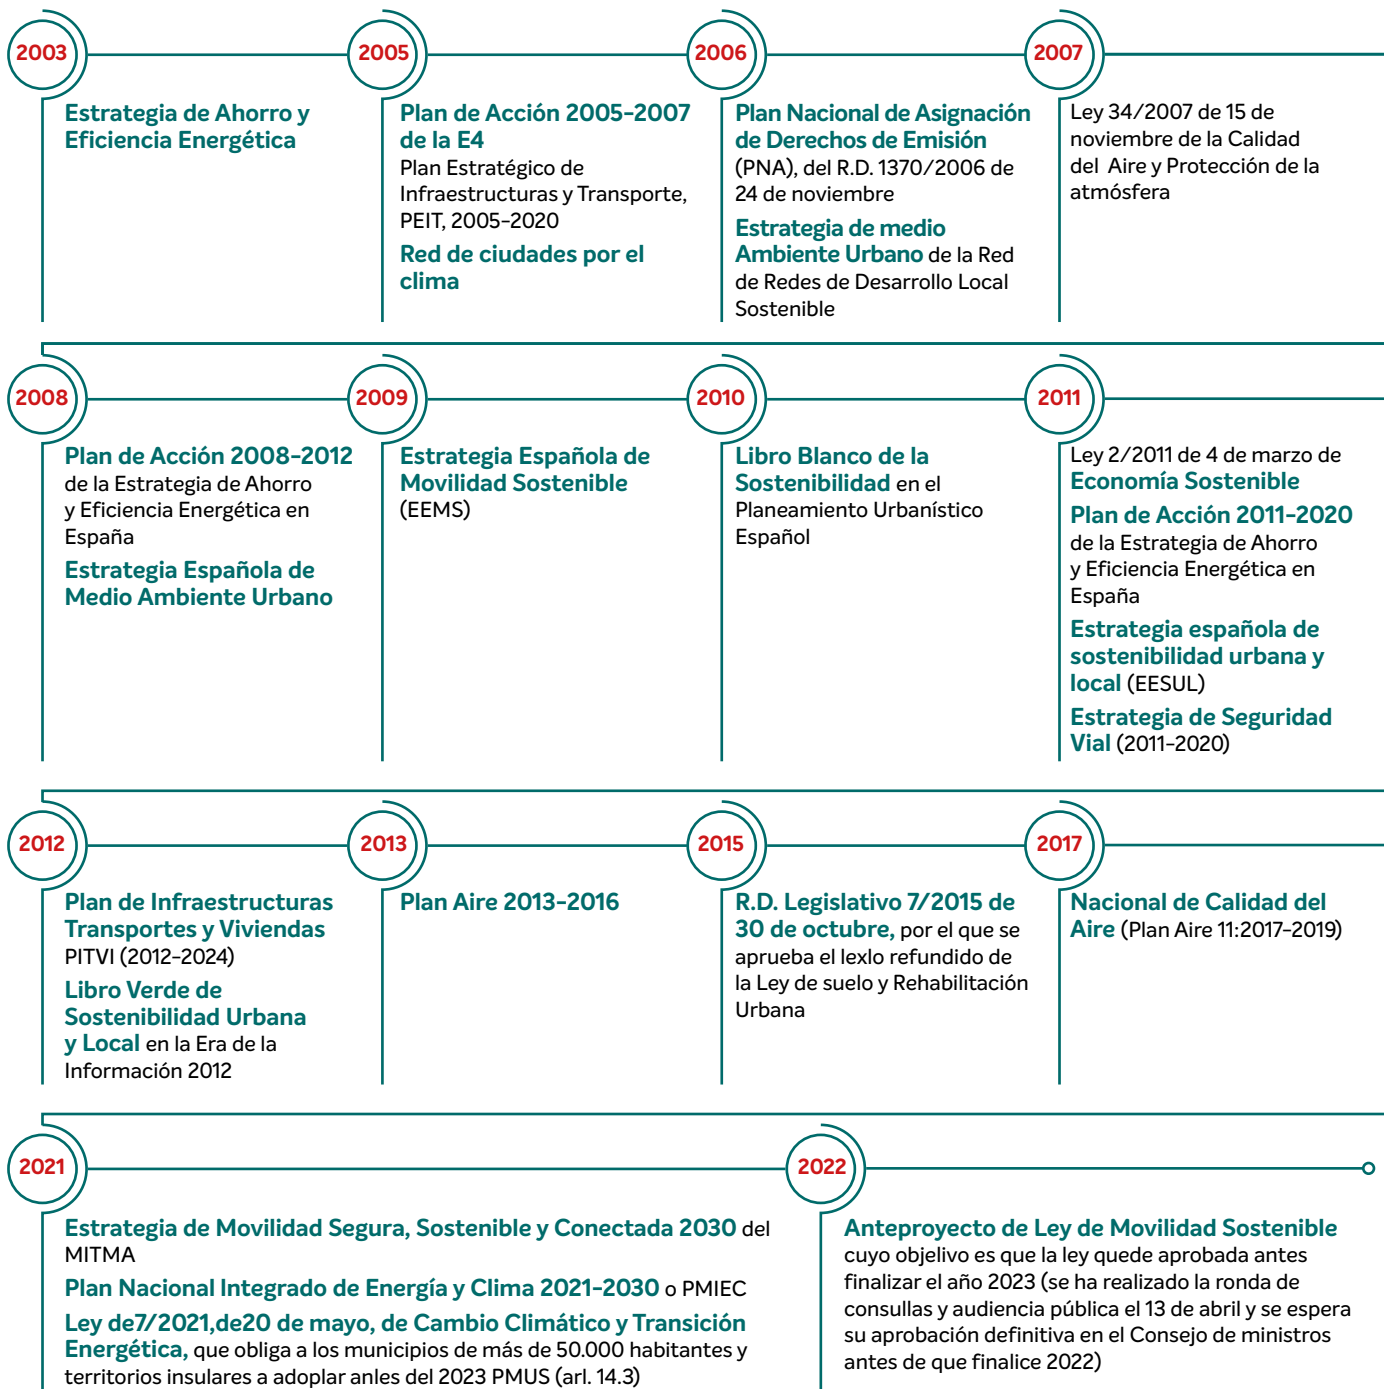 2003
Estrategia de Ahorro y
Eficiencia Energética
2005
Plan de Acción 2005-2007
de la E4
Plan Estratégico de
Infraestructuras y Transporte,
PEIT, 2005-2020
Red de ciudades por el
clima
2006
Plan Nacional de Asignación
de Derechos de Emisión
(PNA), del R.D. 1370/2006 de
24 de noviembre
Estrategia de medio
Ambiente Urbano de la Red
de Redes de Desarrollo Local
Sostenible
2007
Ley 34/2007 de 15 de
noviembre de la Calidad
del Aire y Protección de la
atmósfera
2008
Plan de Acción 2008-2012
de la Estrategia de Ahorro
y Eficiencia Energética en
España
Estrategia Española de
Medio Ambiente Urbano
2009
Estrategia Española de
Movilidad Sostenible
(EEMS)
2010
Libro Blanco de la
Sostenibilidad en el
Planeamiento Urbanístico
Español
2011
Ley 2/2011 de 4 de marzo de
Economía Sostenible
Plan de Acción 2011-2020
de la Estrategia de Ahorro
y Eficiencia Energética en
España
Estrategia española de
sostenibilidad urbana y
local (EESUL)
Estrategia de Seguridad
Vial (2011-2020)
2012
Plan de Infraestructuras
Transportes y Viviendas
PITVI (2012-2024)
Libro Verde de
Sostenibilidad Urbana
y Local en la Era de la
Información 2012
2013
Plan Aire 2013-2016
2015
R.D. Legislativo 7/2015 de
30 de octubre, por el que se
aprueba el lexlo refundido de
la Ley de suelo y Rehabilitación
Urbana
2017
Nacional de Calidad del
Aire (Plan Aire 11:2017-2019)
2021
Estrategia de Movilidad Segura, Sostenible y Conectada 2030 del
MITMA
Plan Nacional Integrado de Energía y Clima 2021-2030 o PMIEC
Ley de7/2021,de20 de mayo, de Cambio Climático y Transición
Energética, que obliga a los municipios de más de 50.000 habitantes y
territorios insulares a adoplar anles del 2023 PMUS (arl. 14.3)
2022
Anteproyecto de Ley de Movilidad Sostenible
cuyo objelivo es que la ley quede aprobada antes
finalizar el año 2023 (se ha realizado la ronda de
consullas y audiencia pública el 13 de abril y se espera
su aprobación definitiva en el Consejo de ministros
antes de que finalice 2022)